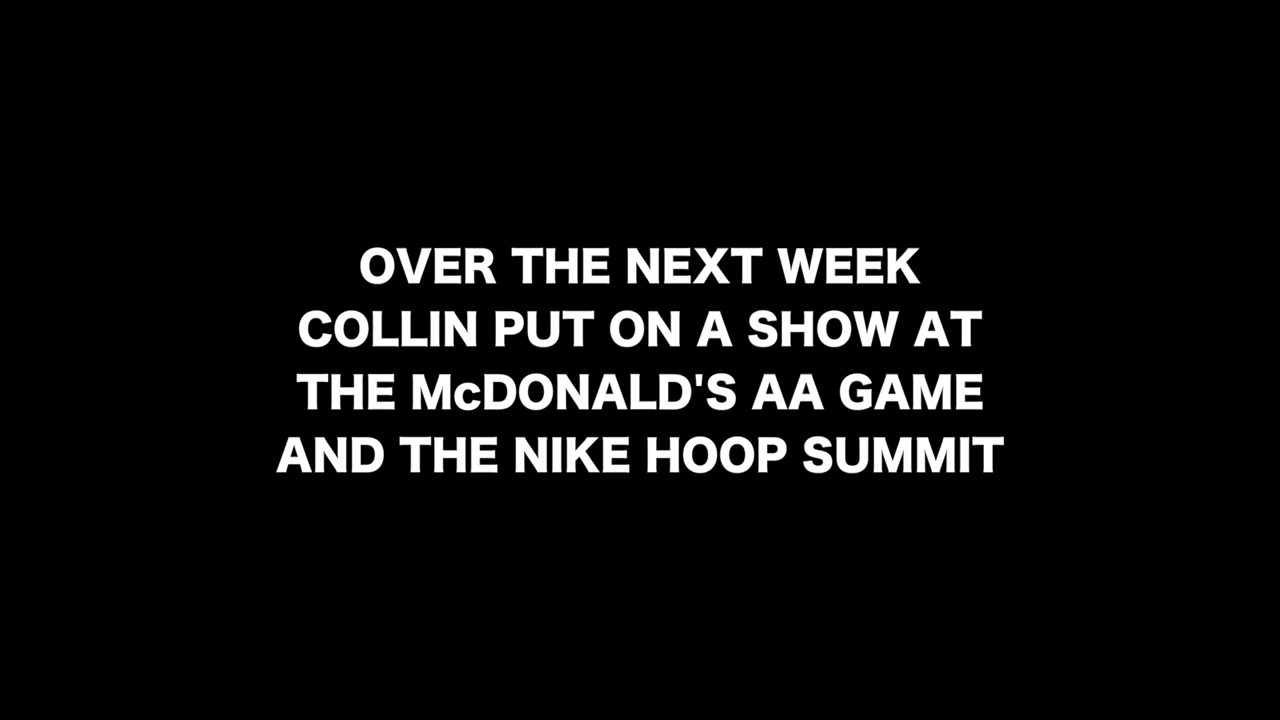 OVER THE NEXT WEEK
COLLIN PUT ON A SHOW AT
THE McDONALD'S AA GAME
AND THE NIKE HOOP SUMMIT